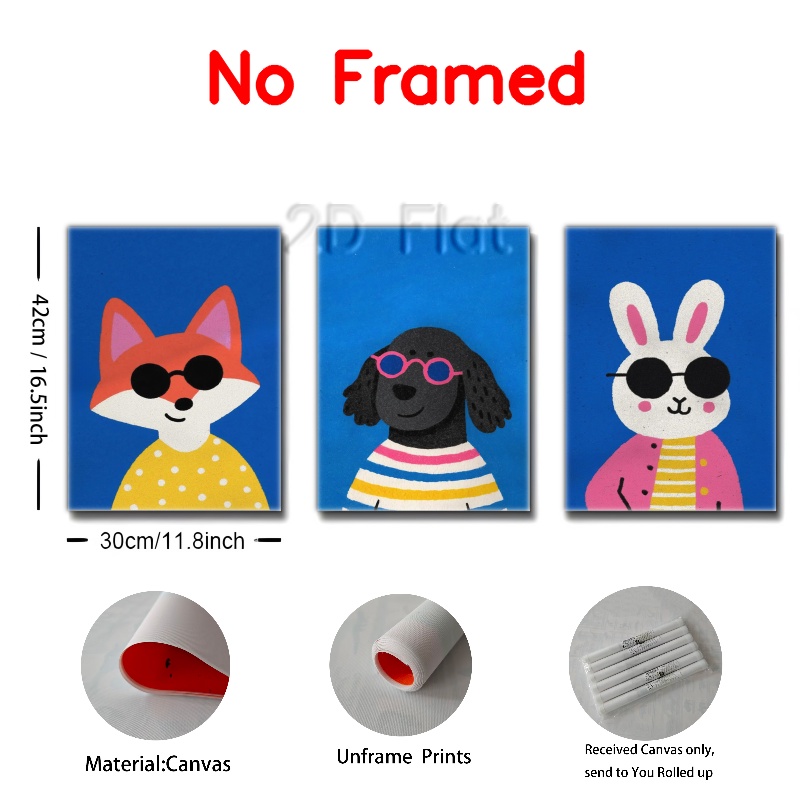 No Framed
2D Flat
42cm / 16.5inch
30cm/11.8inch
Material:Canvas
Unframe Prints
Received Canvas only,
send to You Rolled up